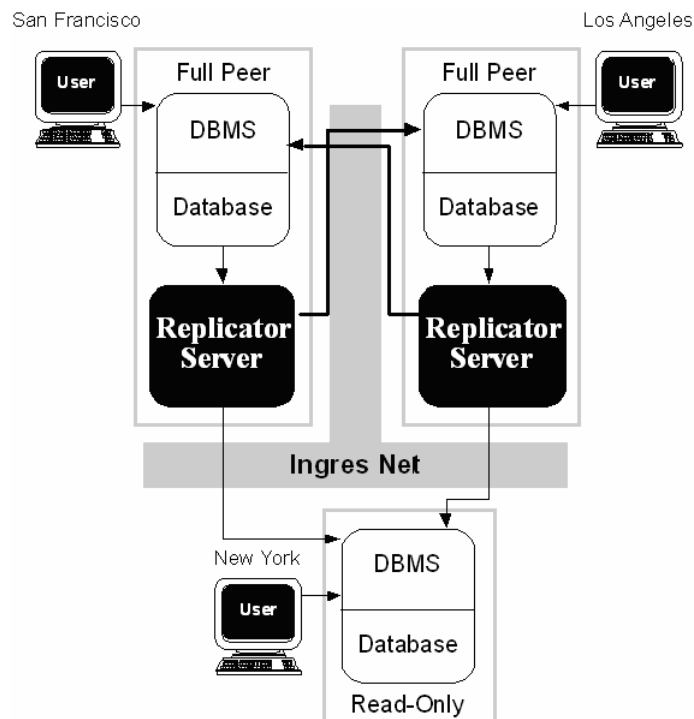 San Francisco
Los Angeles
User
Full Peer
Full Peer
User
DBMS
DBMS
Database
Database
Replicator
Server
Replicator
Server
Ingres Net
New York
DBMS
User
Database
Read-Only